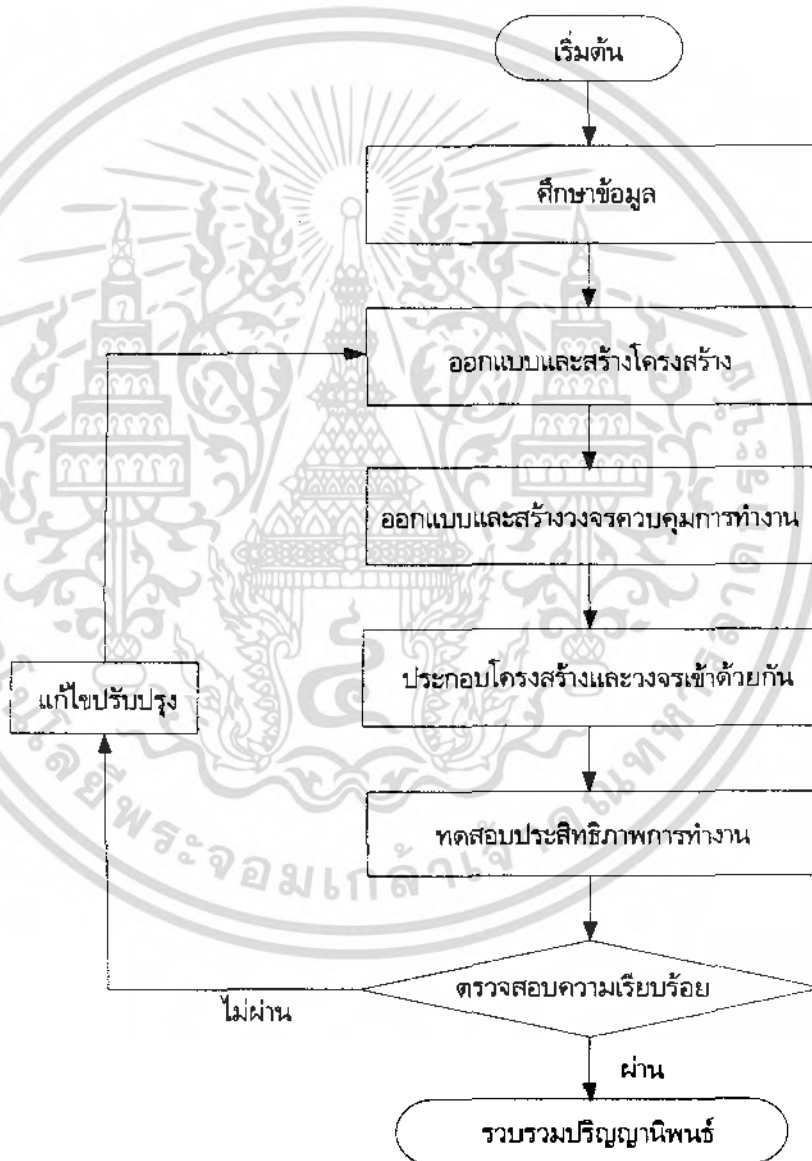 เริ่มต้น
ศึกษาข้อมูล
ออกแบบและสร้างโครงสร้าง
ออกแบบและสร้างวงจรควบคุมการทำงาน
ประกอบโครงสร้างและวงจรเข้าด้วยกัน
แก้ไขปรับปรุง
ทดสอบประสิทธิภาพการทำงาน
ตรวจสอบความเรียบร้อย
ไม่ผ่าน
ผ่าน
รวบรวมปริญญานิพนธ์